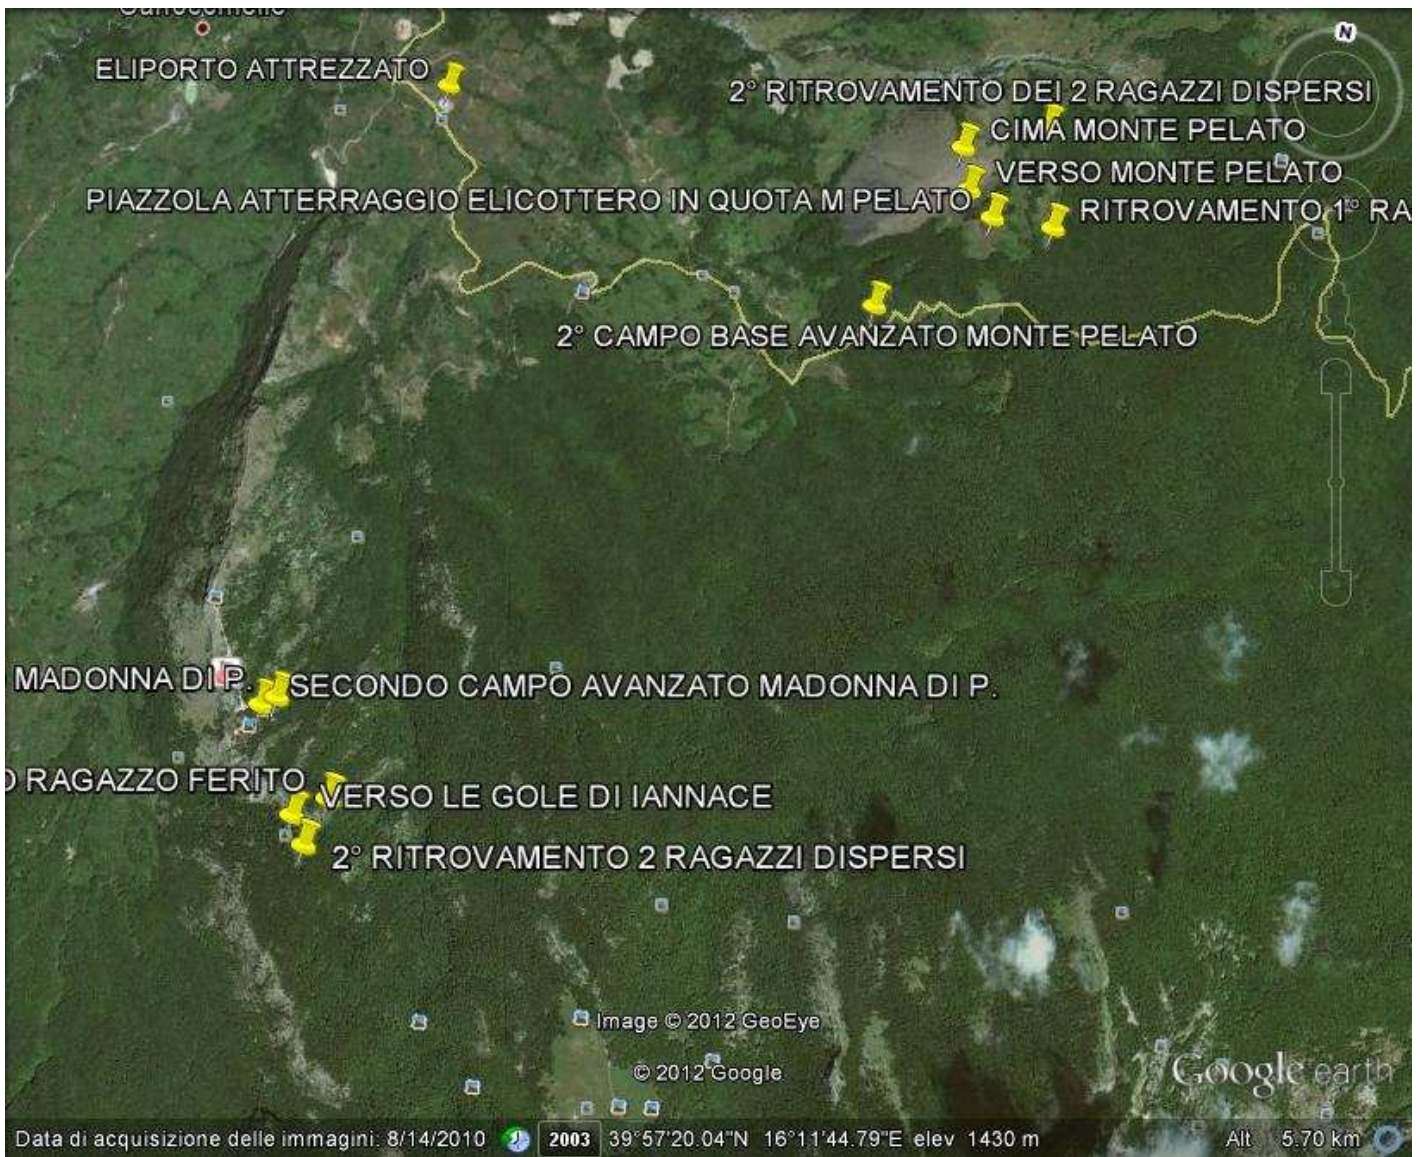 ELIPORTO ATTREZZATO
N
2° RITROVAMENTO DEI 2 RAGAZZI DISPERSI
CIMA MONTE PELATO
VERSO MONTE PELATO
PIAZZOLA ATTERRAGGIO ELICOTTERO IN QUOTA M PELATO
RITROVAMENTO 1° RA
2° CAMPO BASE AVANZATO MONTE PELATO
MADONNA DI P.
SECONDO CAMPO AVANZATO MADONNA DI P.
O RAGAZZO FERITO
VERSO LE GOLE DI IANNACE
2° RITROVAMENTO 2 RAGAZZI DISPERSI
Image © 2012 GeoEye
© 2012 Google
Google earth
Data di acquisizione delle immagini: 8/14/2010 2003 39°57'20.04"N 16°11'44.79"E elev 1430 m Alt 5.70 km